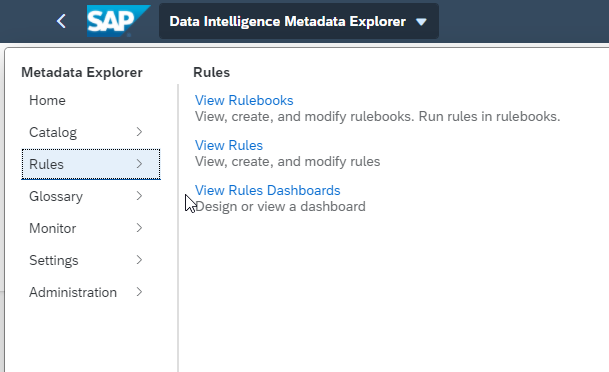 SAP
Data Intelligence Metadata Explorer
Metadata Explorer
Home
Catalog
Rules
Glossary
Monitor
Settings
Administration
Rules
View Rulebooks
View, create, and modify rulebooks. Run rules in rulebooks.
View Rules
View, create, and modify rules
View Rules Dashboards
Design or view a dashboard